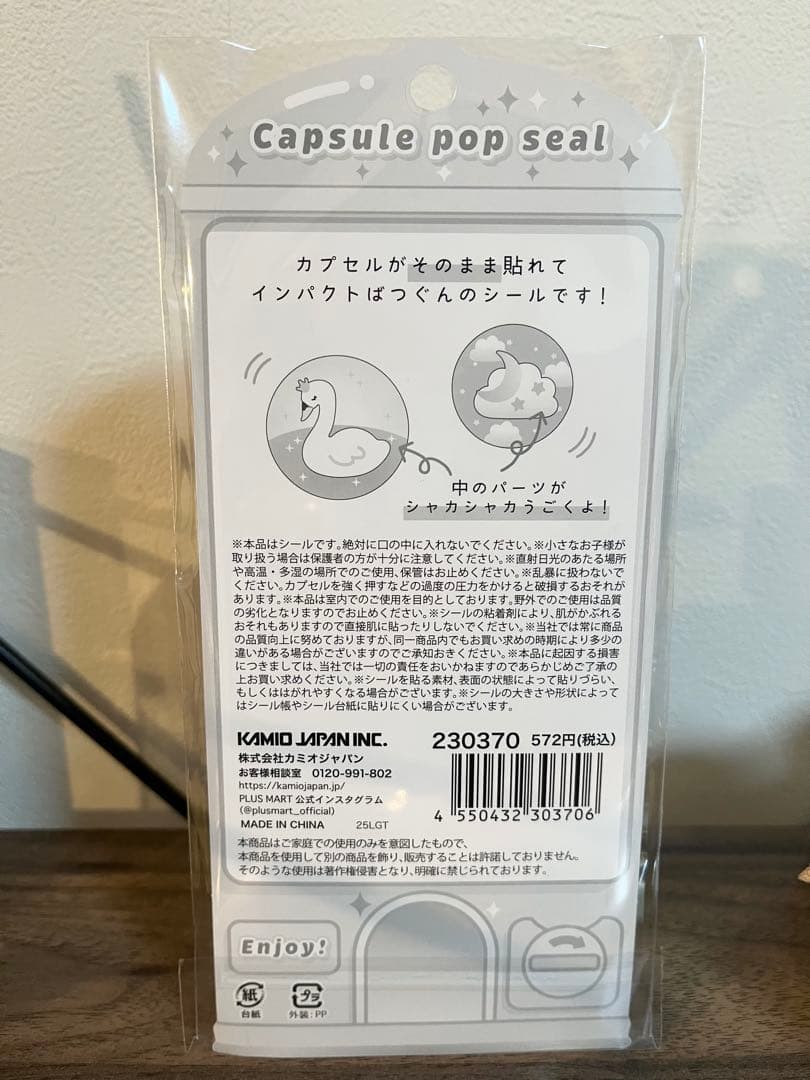 Capsule pop seal
カプセルがそのまま貼れて
インパクトばつぐんのシールです!
中のパーツが
シャカシャカうごくよ!
※本品はシールです。絶対に口の中に入れないでください。※小さなお子様が
取り扱う場合は保護者の方が十分に注意してください。※直射日光のあたる場所
や高温・多湿の場所でのご使用、保管はお止めください。※乱暴に扱わないで
ください。カプセルを強く押すなどの過度の圧力をかけると破損するおそれが
あります。※本品は室内でのご使用を目的としております。野外でのご使用は品質
の劣化となりますのでお止めください。※シールの粘着剤により、肌がかぶれる
おそれもありますので直接肌に貼ったりしないでください。※当社では常に商品
の品質向上に努めておりますが、同一商品内でもお買い求めの時期により多少の
違いがある場合がございますのでご承知おきください。※本品に起因する損害
につきましては、当社では一切の責任をおいかねますのであらかじめご了承の
上お買い求めください。※シールを貼る素材、表面の状態によって貼りづらい、
もしくははがれやすくなる場合がございます。※シールの大きさや形状によって
はシール帳やシール台紙に貼りにくい場合がございます。
KAMIO JAPAN INC. 230370 572円(税込)
株式会社カミオジャパン
お客様相談室 0120-991-802
https://kamiojapan.jp/
PLUS MART 公式インスタグラム
(@plusmart_official)
4 550432 303706
MADE IN CHINA 25LGT
本商品はご家庭での使用のみを意図したもので、
本商品を使用して別の商品を飾り、販売することは許諾しておりません。
そのような使用は著作権侵害となり、明確に禁じられております。
Enjoy!
紙 プラ
台紙 外装:PP